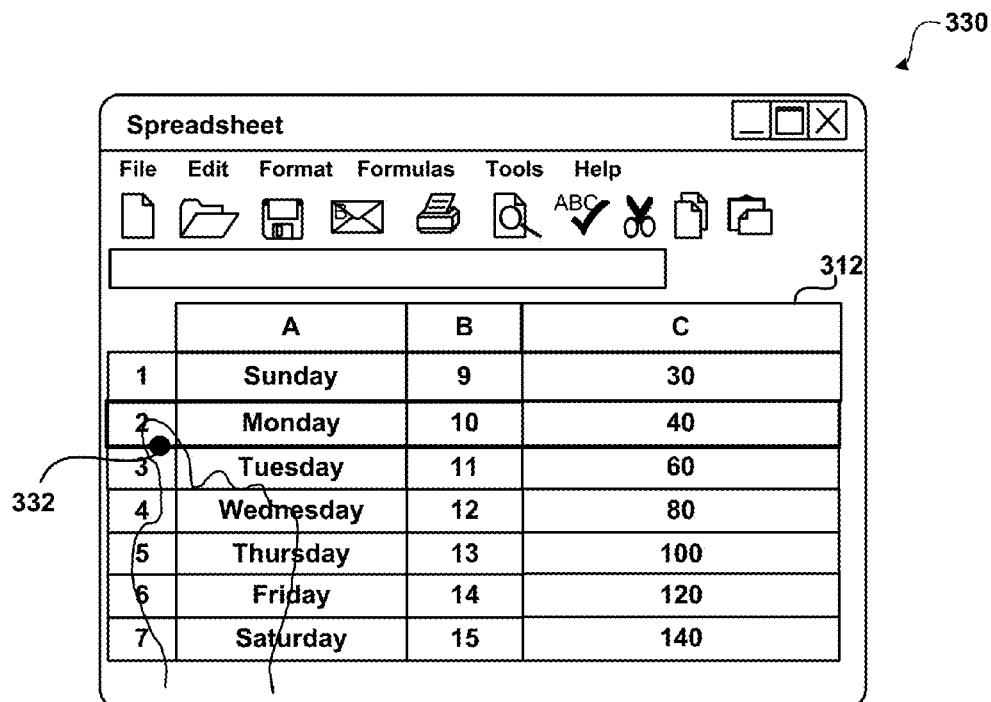 330
Spreadsheet
File Edit Format Formulas Tools Help
B ABC
312
A B C
1 Sunday 9 30
2 Monday 10 40
3 Tuesday 11 60
332
4 Wednesday 12 80
5 Thursday 13 100
6 Friday 14 120
7 Saturday 15 140